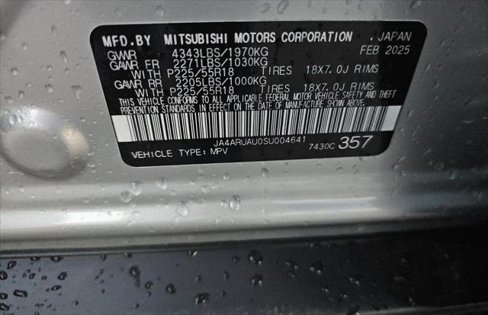 MFD.BY MITSUBISHI MOTORS CORPORATION , JAPAN
GVWR 4343LBS/1970KG FEB 2025
GAWR FR 2271LBS/1030KG
WITH P225/55R18 TIRES 18X7.0J RIMS
GAWR RR 2205LBS/1000KG
WITH P225/55R18 TIRES 18X7.0J RIMS
THIS VEHICLE CONFORMS TO ALL APPLICABLE FEDERAL MOTOR
VEHICLE SAFETY, BUMPER, AND THEFT
PREVENTION STANDARDS IN EFFECT ON THE DATE OF MANUFACTURE SHOWN ABOVE.
JA4ARUAU0SU004641
VEHICLE TYPE: MPV 7430C 357